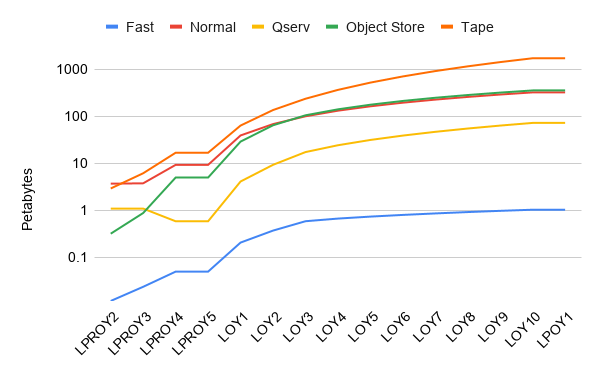 Fast Normal Qserv Object Store Tape
1000
100
10
1
0.1
Petabytes
LPROY2 LPROY3 LPROY4 LPROY5 LOY1 LOY2 LOY3 LOY4 LOY5 LOY6 LOY7 LOY8 LOY9 LOY10 LPOY1